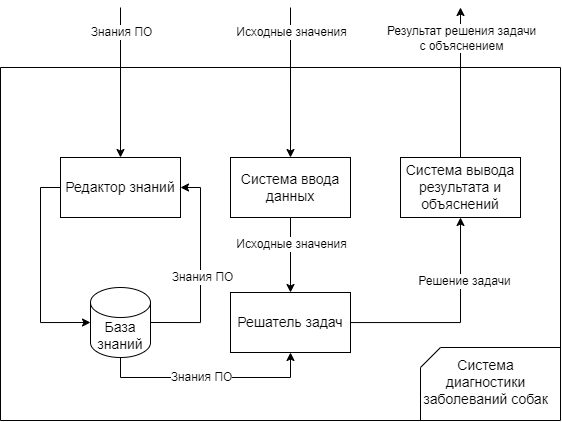 Знания ПО
Исходные значения
Результат решения задачи
с объяснением
Редактор знаний
Система ввода
данных
Система вывода
результата и
объяснений
Исходные значения
Знания ПО
Решение задачи
База
знаний
Решатель задач
Знания ПО
Система
диагностики
заболеваний собак